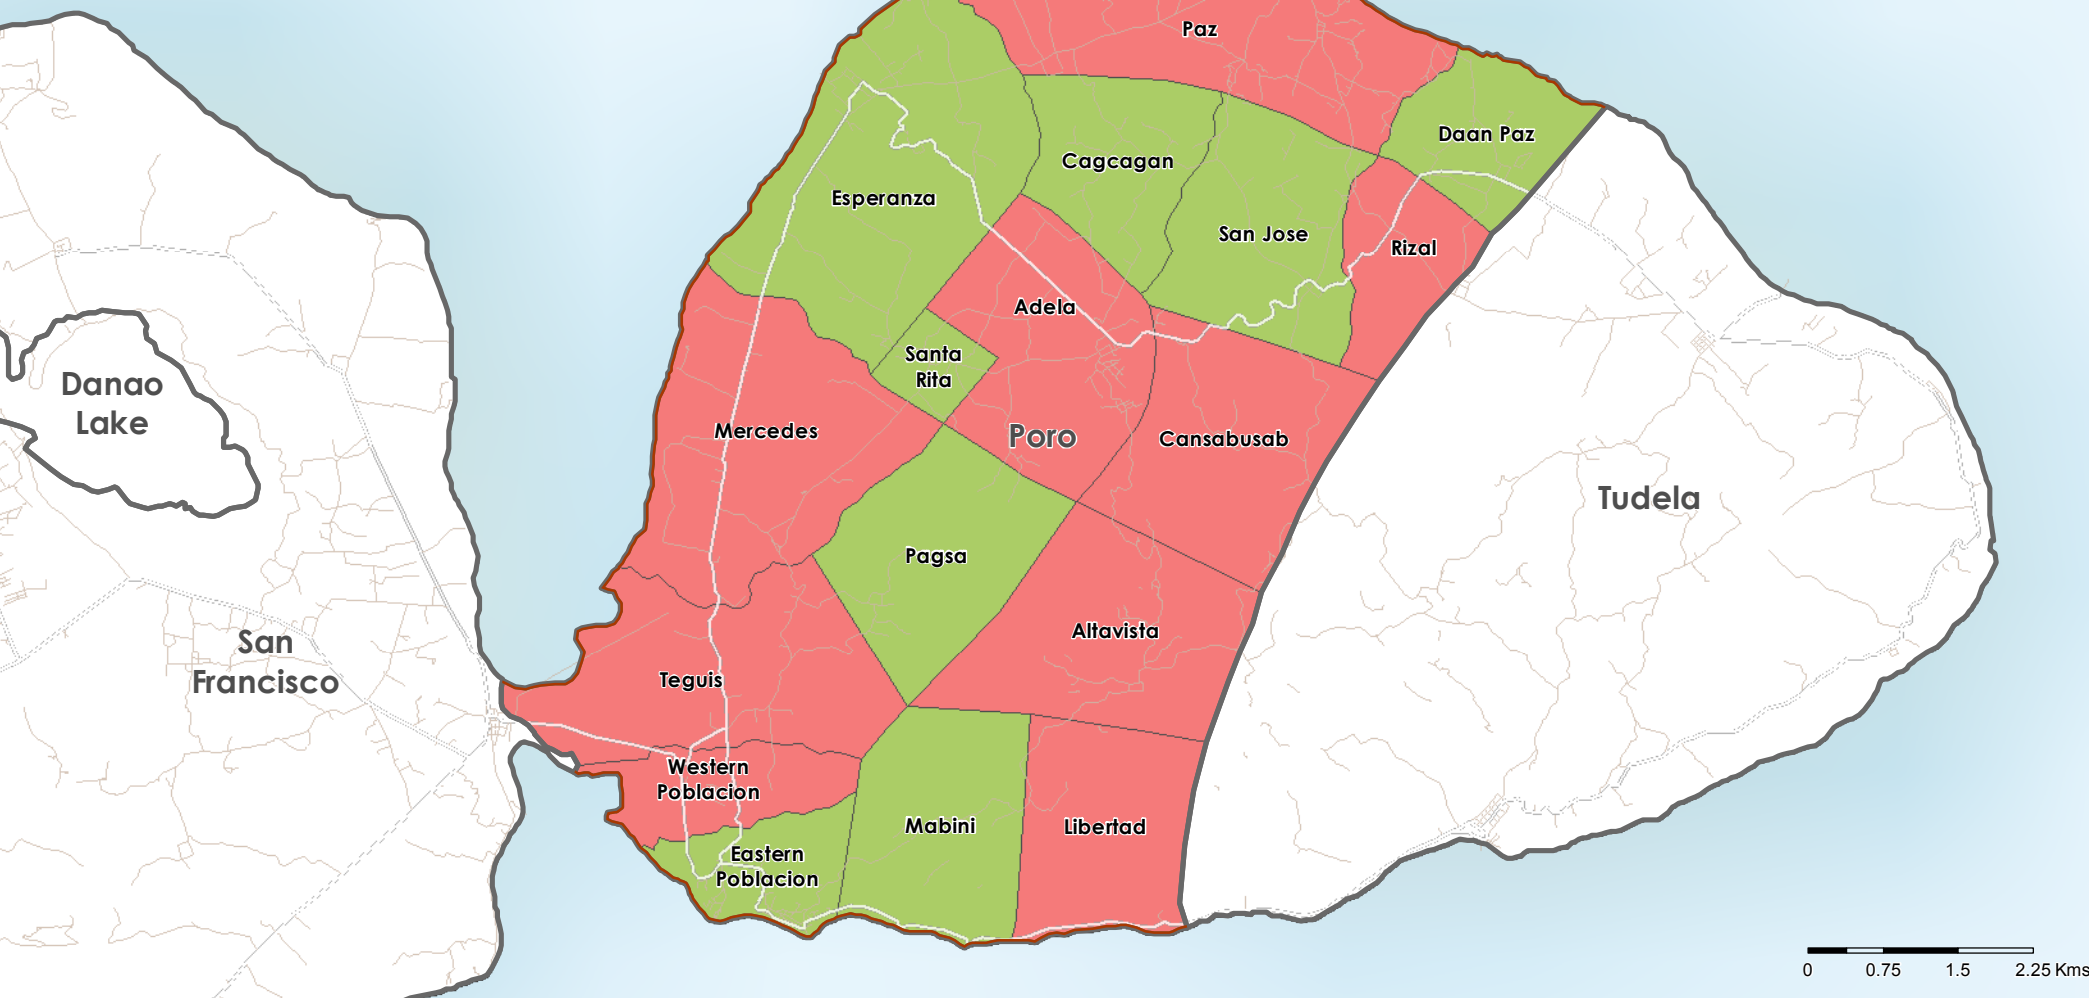 Paz
Daan Paz
Cagcagan
Esperanza
San Jose
Rizal
Adela
Santa
Rita
Danao
Lake
Mercedes
Poro
Cansabusab
Tudela
Pagsa
Altavista
San
Francisco
Teguis
Western
Poblacion
Mabini
Libertad
Eastern
Poblacion
0 0.75 1.5 2.25 Kms